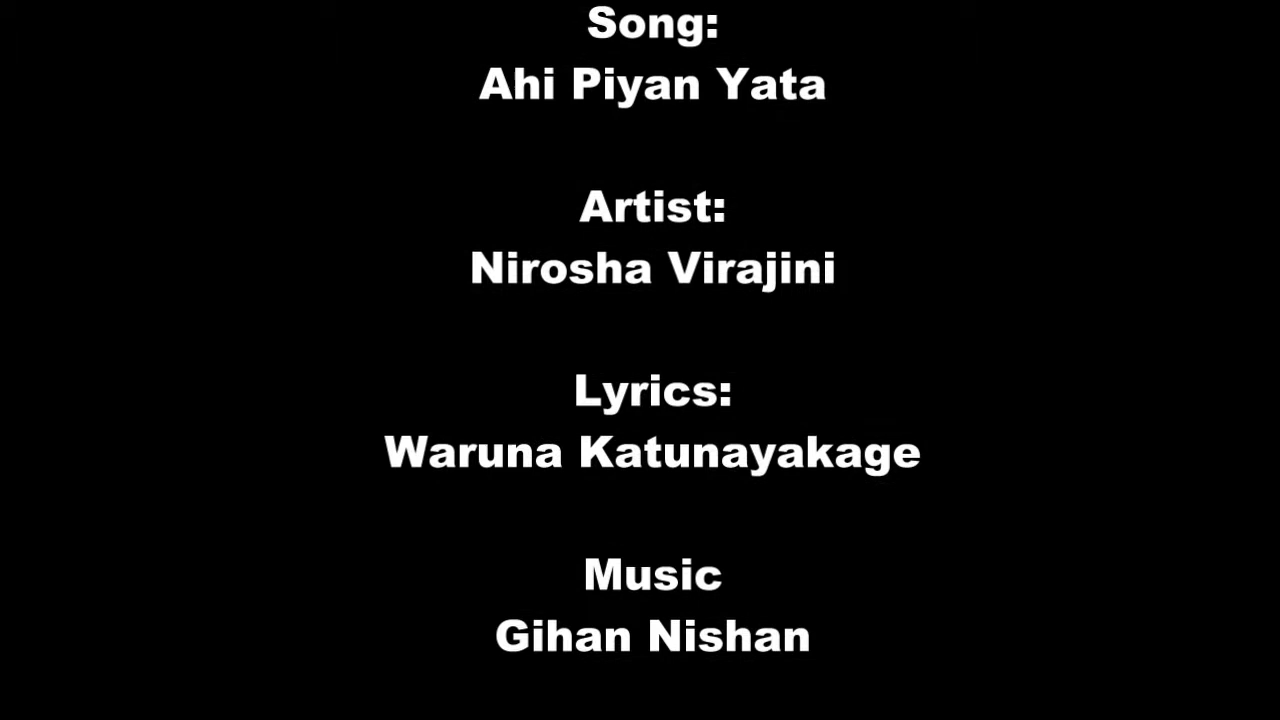 Song:
Ahi Piyan Yata
Artist:
Nirosha Virajini
Lyrics:
Waruna Katunayakage
Music
Gihan Nishan